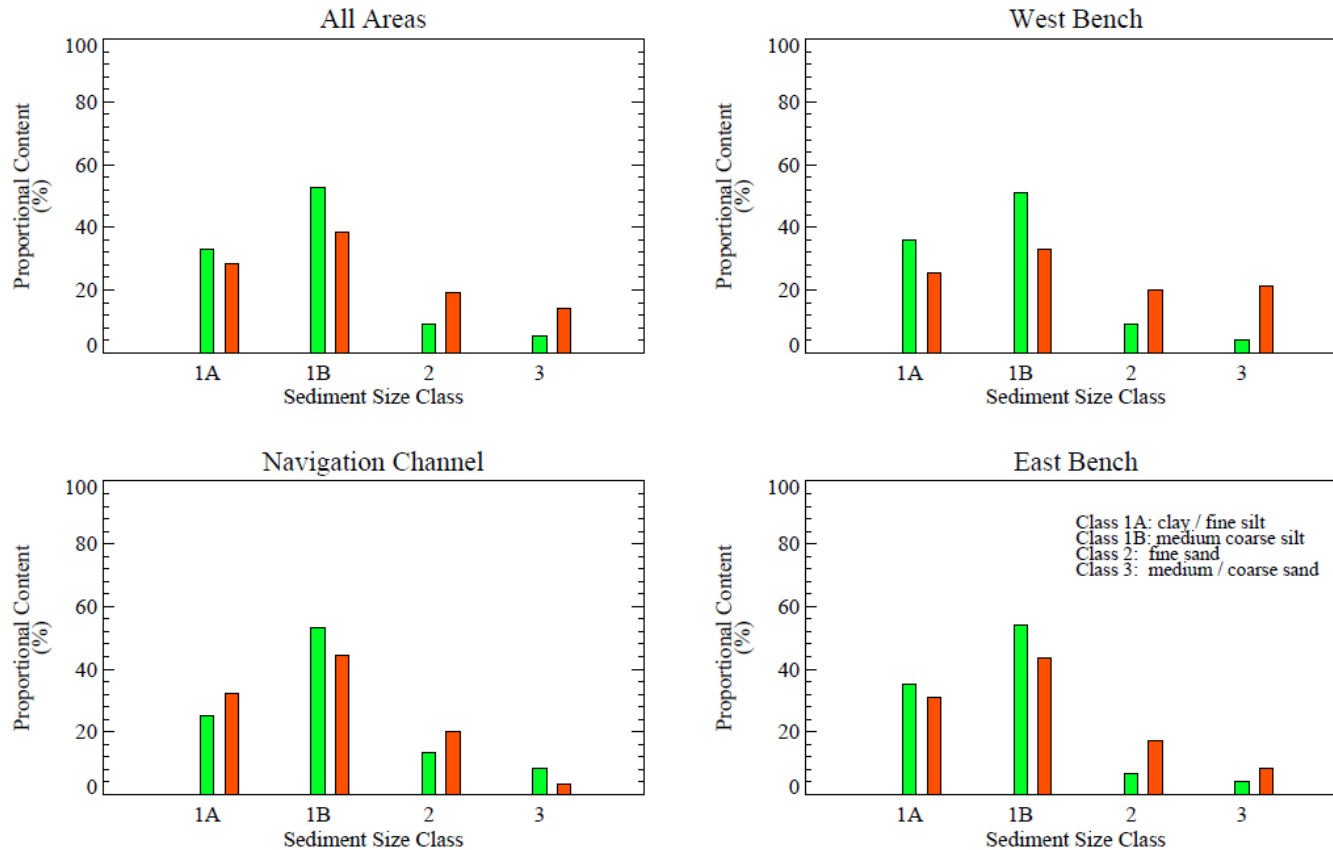 All Areas
100
80
60
40
20
0
Proportional Content
(%)
1A 1B 2 3
Sediment Size Class
West Bench
100
80
60
40
20
0
Proportional Content
(%)
1A 1B 2 3
Sediment Size Class
Navigation Channel
100
80
60
40
20
0
Proportional Content
(%)
1A 1B 2 3
Sediment Size Class
East Bench
100
80
60
40
20
0
Proportional Content
(%)
Class 1A: clay / fine silt
Class 1B: medium coarse silt
Class 2: fine sand
Class 3: medium / coarse sand
1A 1B 2 3
Sediment Size Class